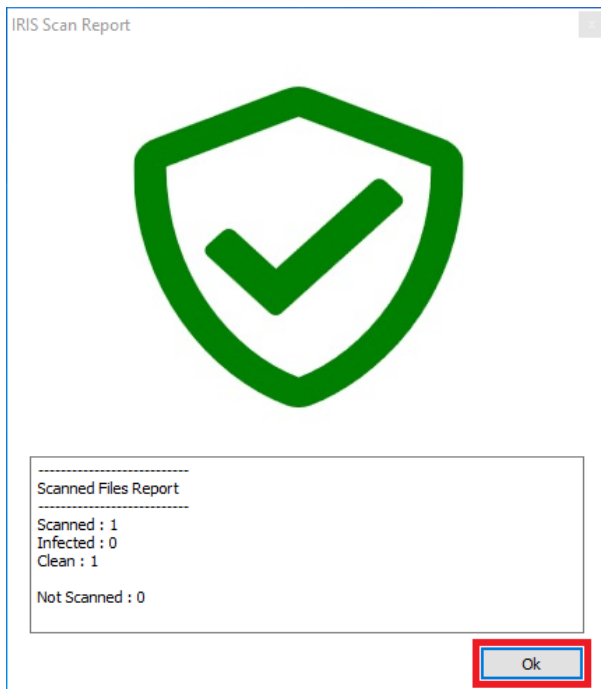 IRIS Scan Report
---------------------------
Scanned Files Report
---------------------------
Scanned : 1
Infected : 0
Clean : 1
Not Scanned : 0
Ok